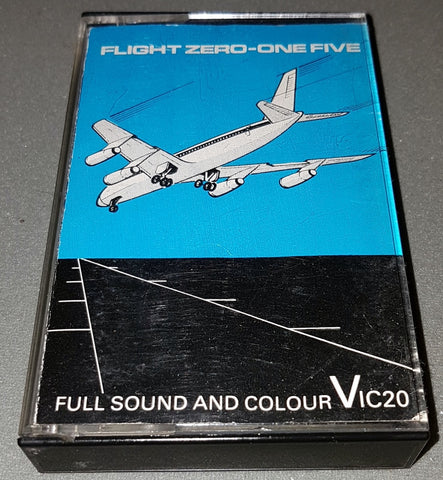 FLIGHT ZERO-ONE FIVE
FULL SOUND AND COLOUR VIC20